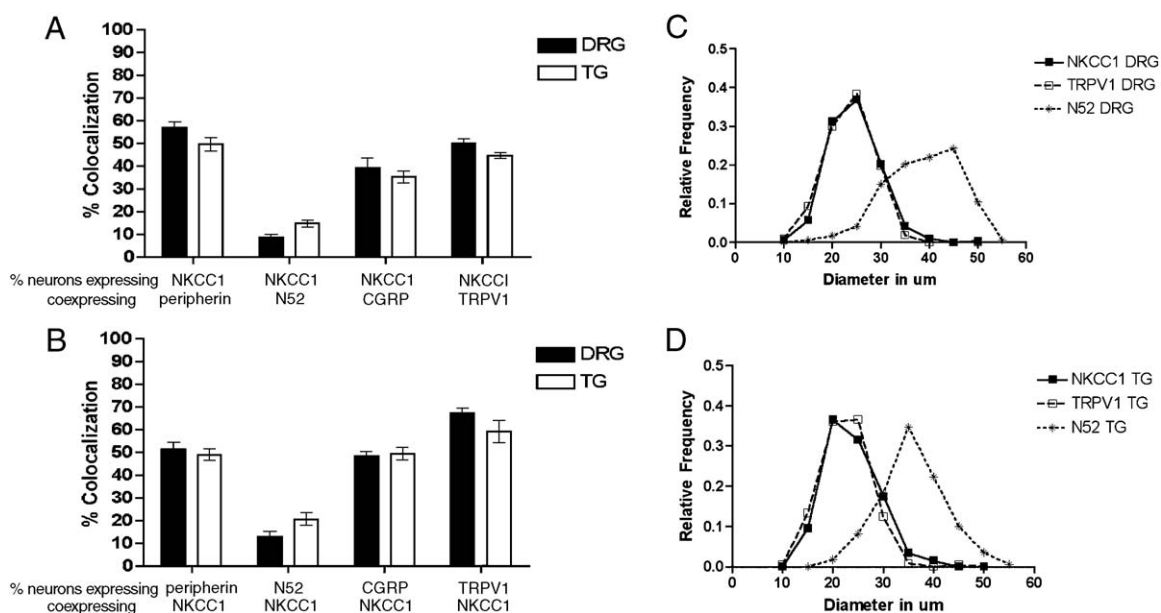 A
% Colocalization
100
90
80
70
60
50
40
30
20
10
0
DRG
TG
% neurons expressing NKCC1 NKCC1 NKCC1 NKCCI
coexpressing peripherin N52 CGRP TRPV1
B
% Colocalization
100
90
80
70
60
50
40
30
20
10
0
DRG
TG
% neurons expressing peripherin N52 CGRP TRPV1
coexpressing NKCC1 NKCC1 NKCC1 NKCC1
C
Relative Frequency
0.5
0.4
0.3
0.2
0.1
0.0
0 10 20 30 40 50 60
Diameter in um
NKCC1 DRG
TRPV1 DRG
N52 DRG
D
Relative Frequency
0.5
0.4
0.3
0.2
0.1
0.0
0 10 20 30 40 50 60
Diameter in um
NKCC1 TG
TRPV1 TG
N52 TG